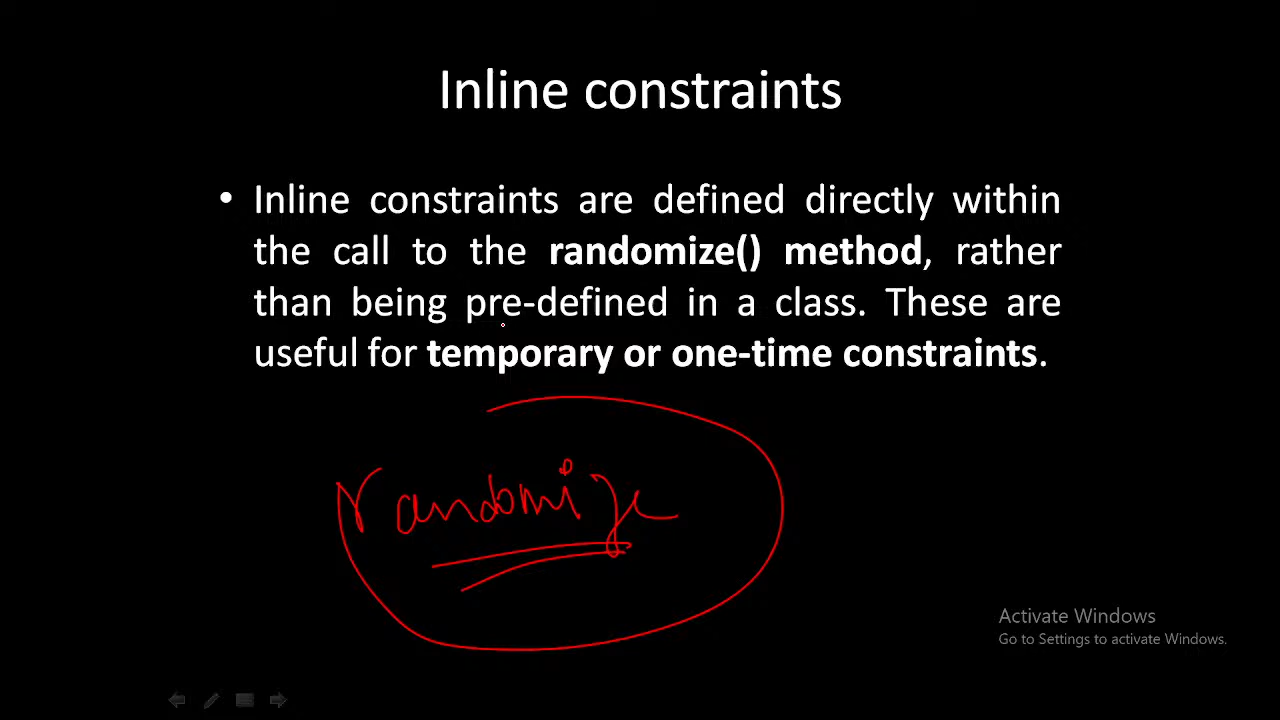 Inline constraints
• Inline constraints are defined directly within
the call to the randomize() method, rather
than being pre-defined in a class. These are
useful for temporary or one-time constraints.
randomize
Activate Windows
Go to Settings to activate Windows.